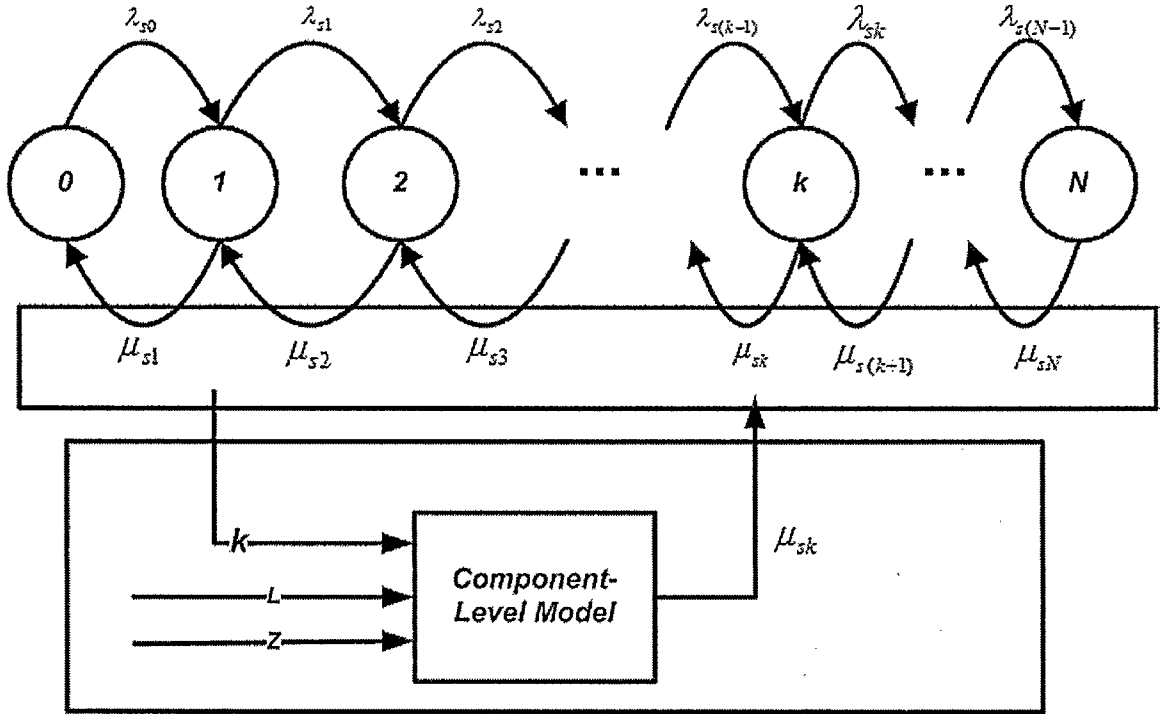 λs0 λs1 λs2 λs(k−1) λsk λs(N−1)
0 1 2 ... k ... N
μs1 μs2 μs3 μsk μs(k+1) μsN
k
L
Z
Component-
Level Model
μsk